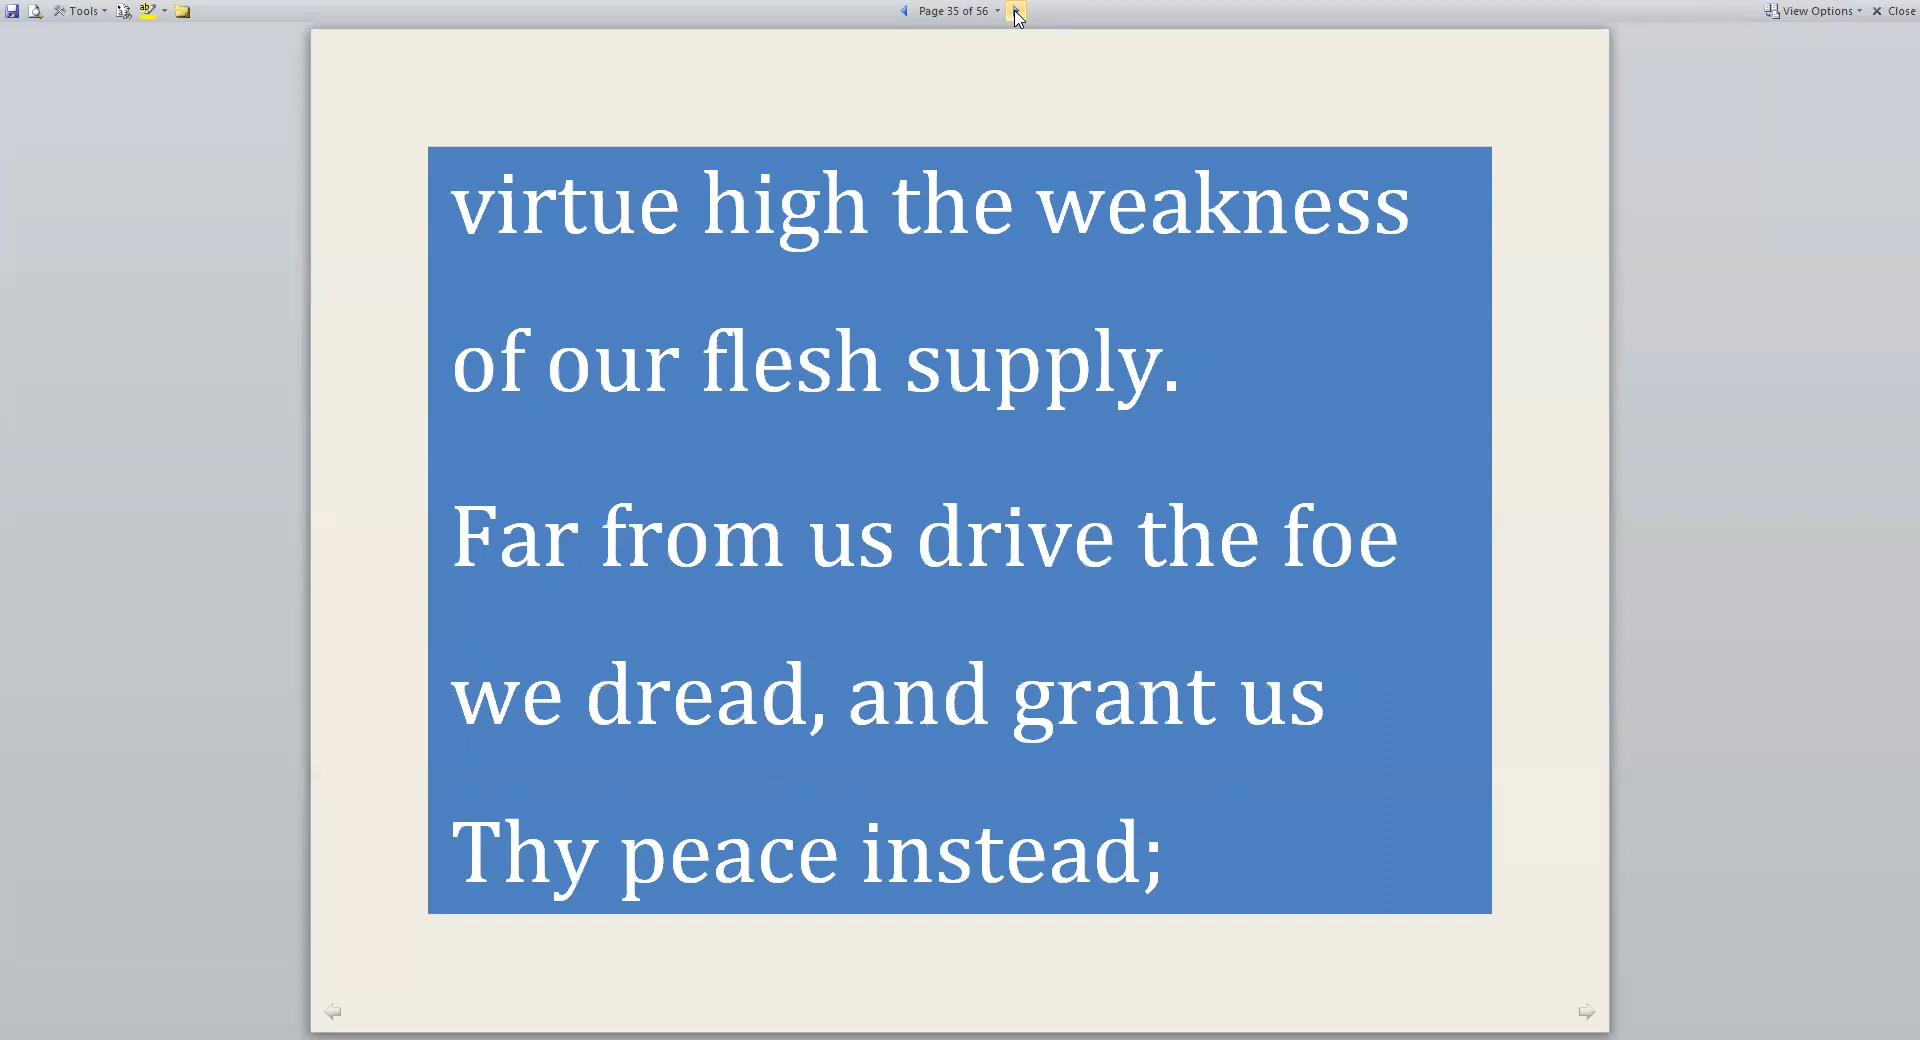 Tools
Page 35 of 56
View Options
Close
virtue high the weakness
of our flesh supply.
Far from us drive the foe
we dread, and grant us
Thy peace instead;